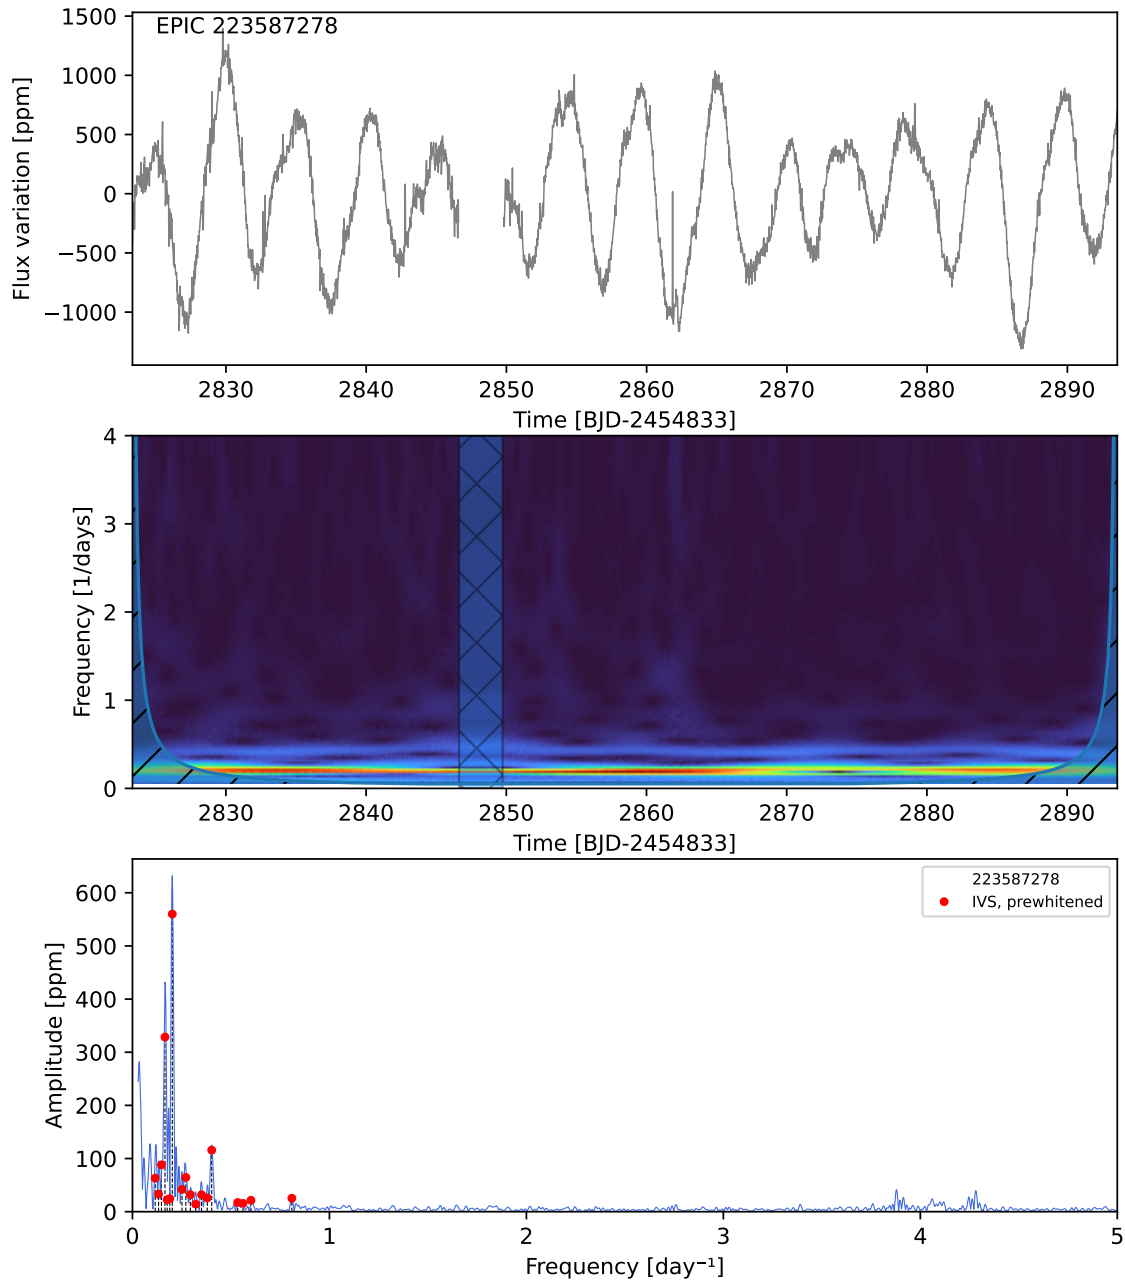 EPIC 223587278
1500
1000
500
0
−500
−1000
Flux variation [ppm]
2830 2840 2850 2860 2870 2880 2890
Time [BJD-2454833]
4
3
2
1
0
Frequency [1/days]
2830 2840 2850 2860 2870 2880 2890
Time [BJD-2454833]
223587278
IVS, prewhitened
600
500
400
300
200
100
0
Amplitude [ppm]
0 1 2 3 4 5
Frequency [day⁻¹]